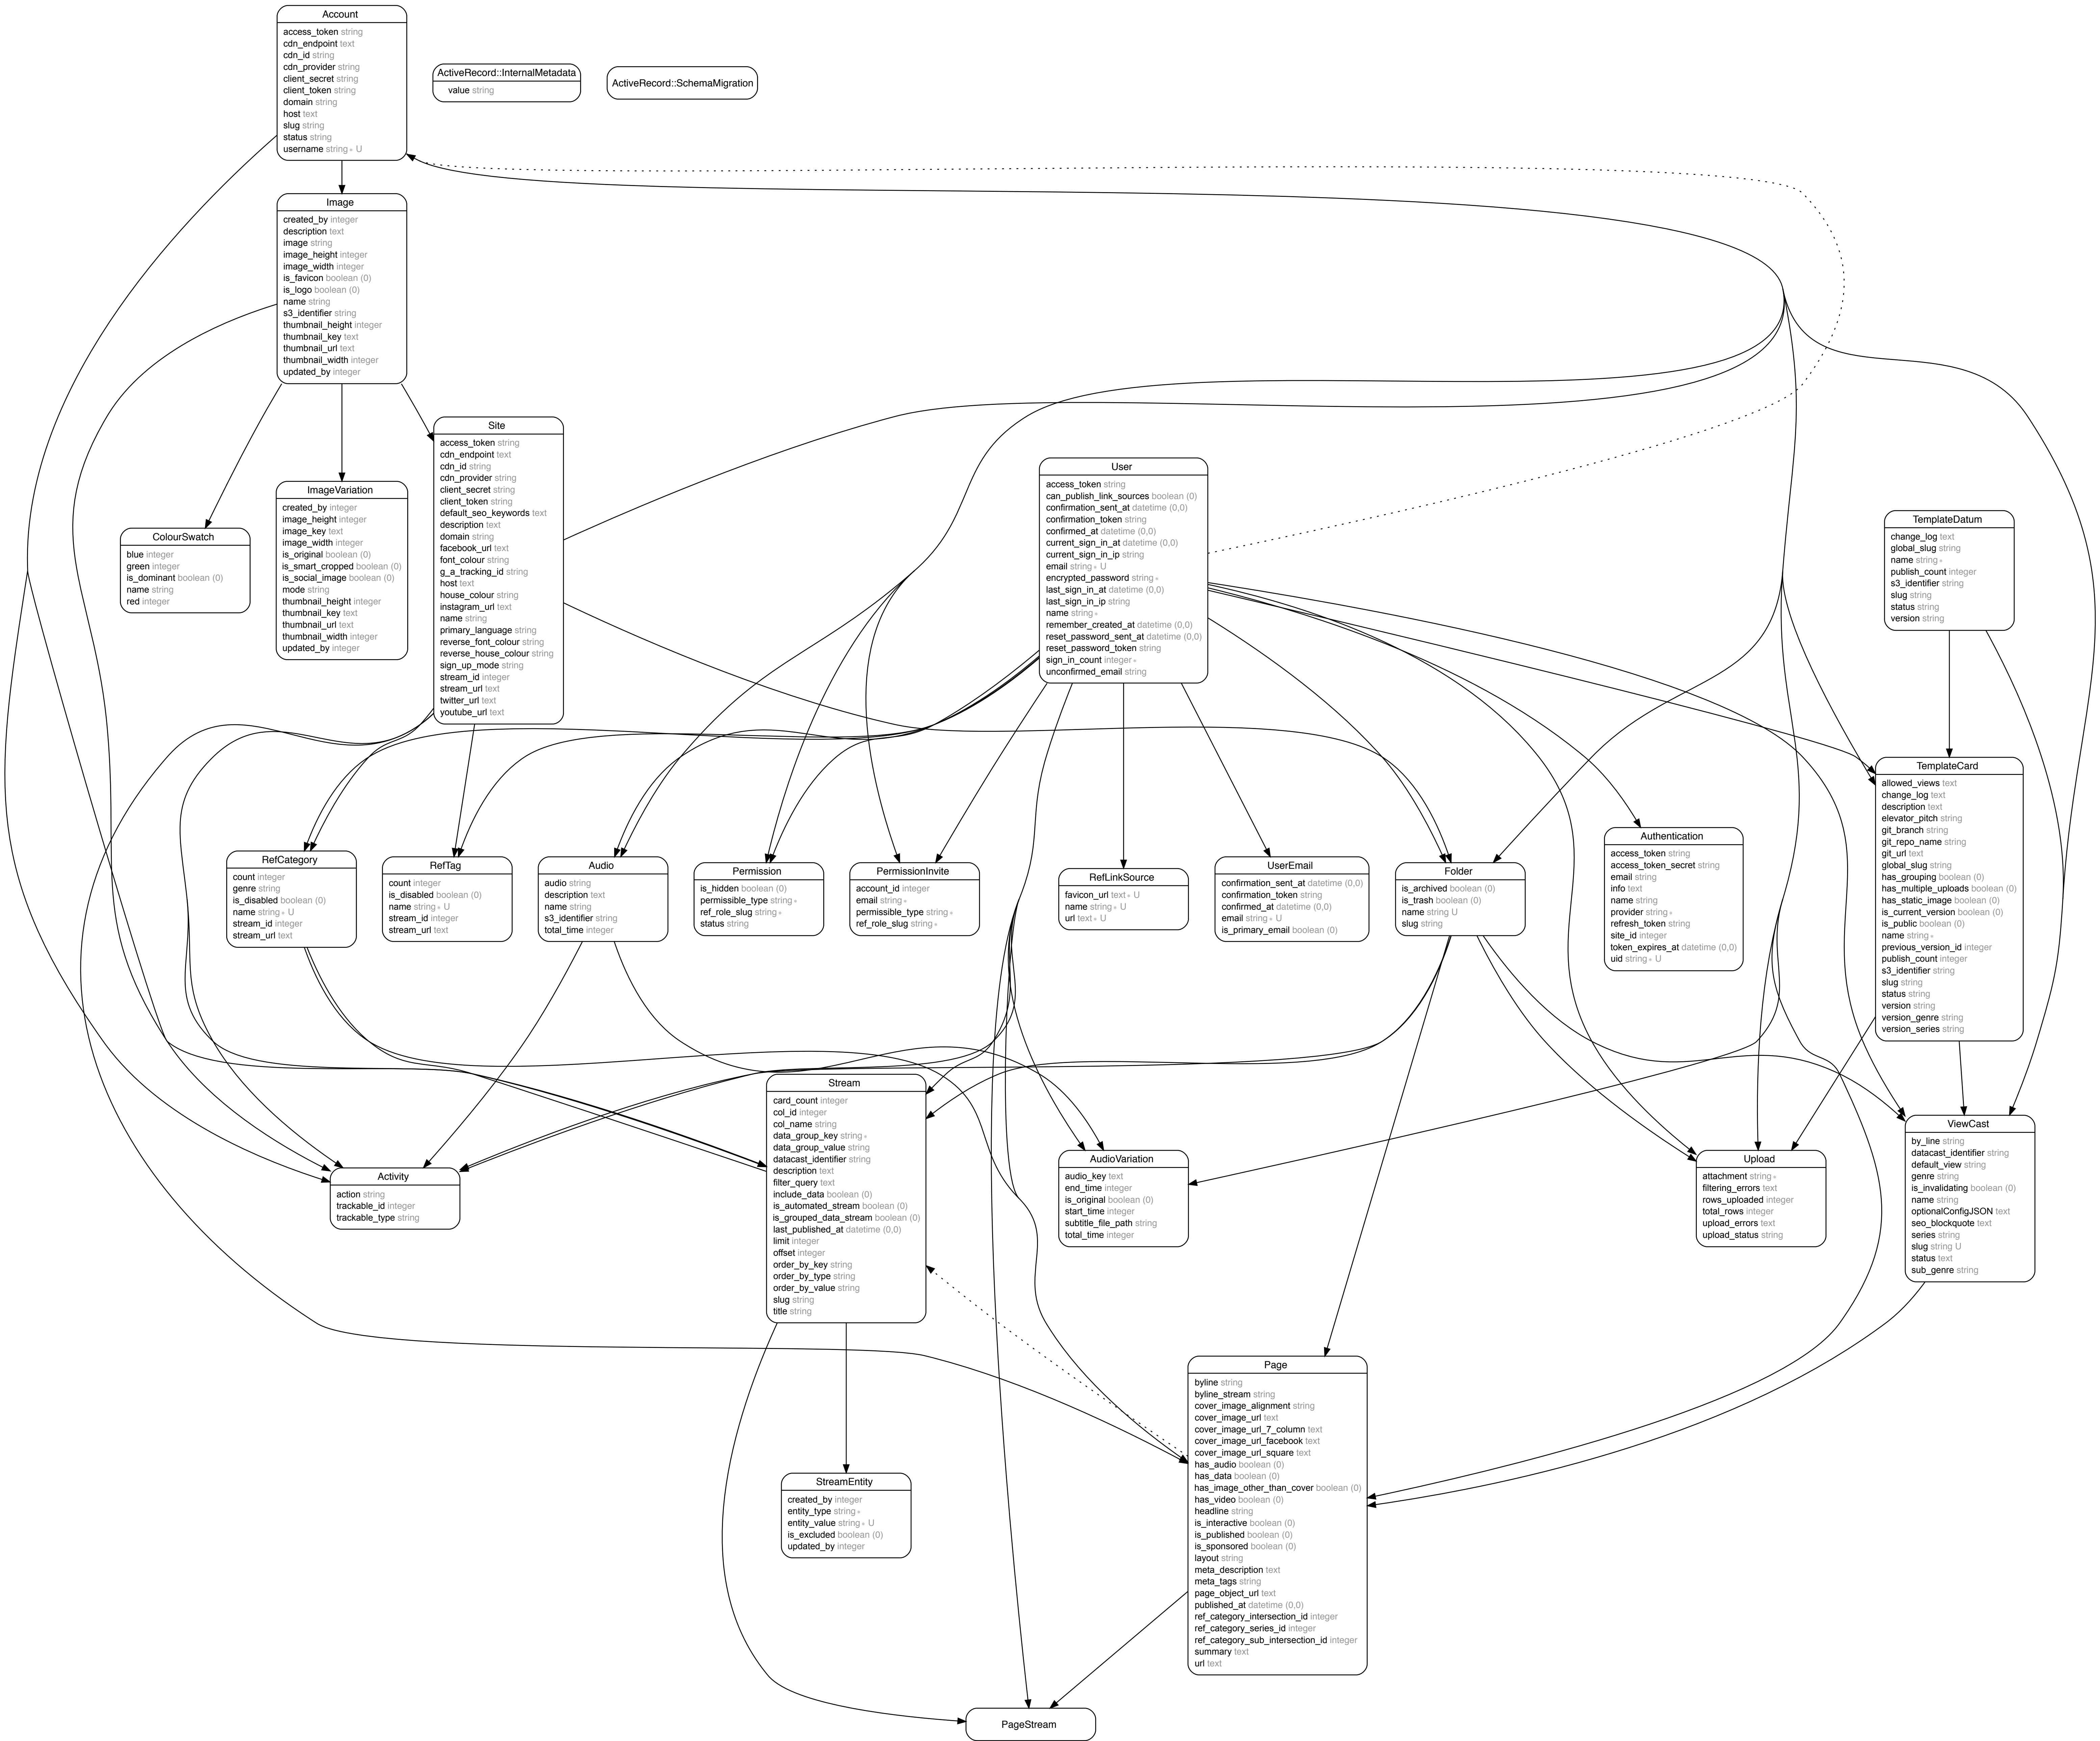 Account
access_token string
cdn_endpoint text
cdn_id string
cdn_provider string
client_secret string
client_token string
domain string
host text
slug string
status string
username string∗ U
ActiveRecord::InternalMetadata
value string
ActiveRecord::SchemaMigration
Image
created_by integer
description text
image string
image_height integer
image_width integer
is_favicon boolean (0)
is_logo boolean (0)
name string
s3_identifier string
thumbnail_height integer
thumbnail_key text
thumbnail_url text
thumbnail_width integer
updated_by integer
Site
access_token string
cdn_endpoint text
cdn_id string
cdn_provider string
client_secret string
client_token string
default_seo_keywords text
description text
domain string
facebook_url text
font_colour string
g_a_tracking_id string
host text
house_colour string
instagram_url text
name string
primary_language string
reverse_font_colour string
reverse_house_colour string
sign_up_mode string
stream_id integer
stream_url text
twitter_url text
youtube_url text
User
access_token string
can_publish_link_sources boolean (0)
confirmation_sent_at datetime (0,0)
confirmation_token string
confirmed_at datetime (0,0)
current_sign_in_at datetime (0,0)
current_sign_in_ip string
email string∗ U
encrypted_password string∗
last_sign_in_at datetime (0,0)
last_sign_in_ip string
name string∗
remember_created_at datetime (0,0)
reset_password_sent_at datetime (0,0)
reset_password_token string
sign_in_count integer∗
unconfirmed_email string
ImageVariation
created_by integer
image_height integer
image_key text
image_width integer
is_original boolean (0)
is_smart_cropped boolean (0)
is_social_image boolean (0)
mode string
thumbnail_height integer
thumbnail_key text
thumbnail_url text
thumbnail_width integer
updated_by integer
ColourSwatch
blue integer
green integer
is_dominant boolean (0)
name string
red integer
TemplateDatum
change_log text
global_slug string
name string∗
publish_count integer
s3_identifier string
slug string
status string
version string
TemplateCard
allowed_views text
change_log text
description text
elevator_pitch string
git_branch string
git_repo_name string
git_url text
global_slug string
has_grouping boolean (0)
has_multiple_uploads boolean (0)
has_static_image boolean (0)
is_current_version boolean (0)
is_public boolean (0)
name string∗
previous_version_id integer
publish_count integer
s3_identifier string
slug string
status string
version string
version_genre string
version_series string
RefCategory
count integer
genre string
is_disabled boolean (0)
name string∗ U
stream_id integer
stream_url text
RefTag
count integer
is_disabled boolean (0)
name string∗ U
stream_id integer
stream_url text
Audio
audio string
description text
name string
s3_identifier string
total_time integer
Permission
is_hidden boolean (0)
permissible_type string∗
ref_role_slug string∗
status string
PermissionInvite
account_id integer
email string∗
permissible_type string∗
ref_role_slug string∗
RefLinkSource
favicon_url text∗ U
name string∗ U
url text∗ U
UserEmail
confirmation_sent_at datetime (0,0)
confirmation_token string
confirmed_at datetime (0,0)
email string∗ U
is_primary_email boolean (0)
Folder
is_archived boolean (0)
is_trash boolean (0)
name string U
slug string
Authentication
access_token string
access_token_secret string
email string
info text
name string
provider string∗
refresh_token string
site_id integer
token_expires_at datetime (0,0)
uid string∗ U
Stream
card_count integer
col_id integer
col_name string
data_group_key string∗
data_group_value string
datacast_identifier string
description text
filter_query text
include_data boolean (0)
is_automated_stream boolean (0)
is_grouped_data_stream boolean (0)
last_published_at datetime (0,0)
limit integer
offset integer
order_by_key string
order_by_type string
order_by_value string
slug string
title string
Activity
action string
trackable_id integer
trackable_type string
AudioVariation
audio_key text
end_time integer
is_original boolean (0)
start_time integer
subtitle_file_path string
total_time integer
Upload
attachment string∗
filtering_errors text
rows_uploaded integer
total_rows integer
upload_errors text
upload_status string
ViewCast
by_line string
datacast_identifier string
default_view string
genre string
is_invalidating boolean (0)
name string
optionalConfigJSON text
seo_blockquote text
series string
slug string U
status text
sub_genre string
Page
byline string
byline_stream string
cover_image_alignment string
cover_image_url text
cover_image_url_7_column text
cover_image_url_facebook text
cover_image_url_square text
has_audio boolean (0)
has_data boolean (0)
has_image_other_than_cover boolean (0)
has_video boolean (0)
headline string
is_interactive boolean (0)
is_published boolean (0)
is_sponsored boolean (0)
layout string
meta_description text
meta_tags string
page_object_url text
published_at datetime (0,0)
ref_category_intersection_id integer
ref_category_series_id integer
ref_category_sub_intersection_id integer
summary text
url text
StreamEntity
created_by integer
entity_type string∗
entity_value string∗ U
is_excluded boolean (0)
updated_by integer
PageStream